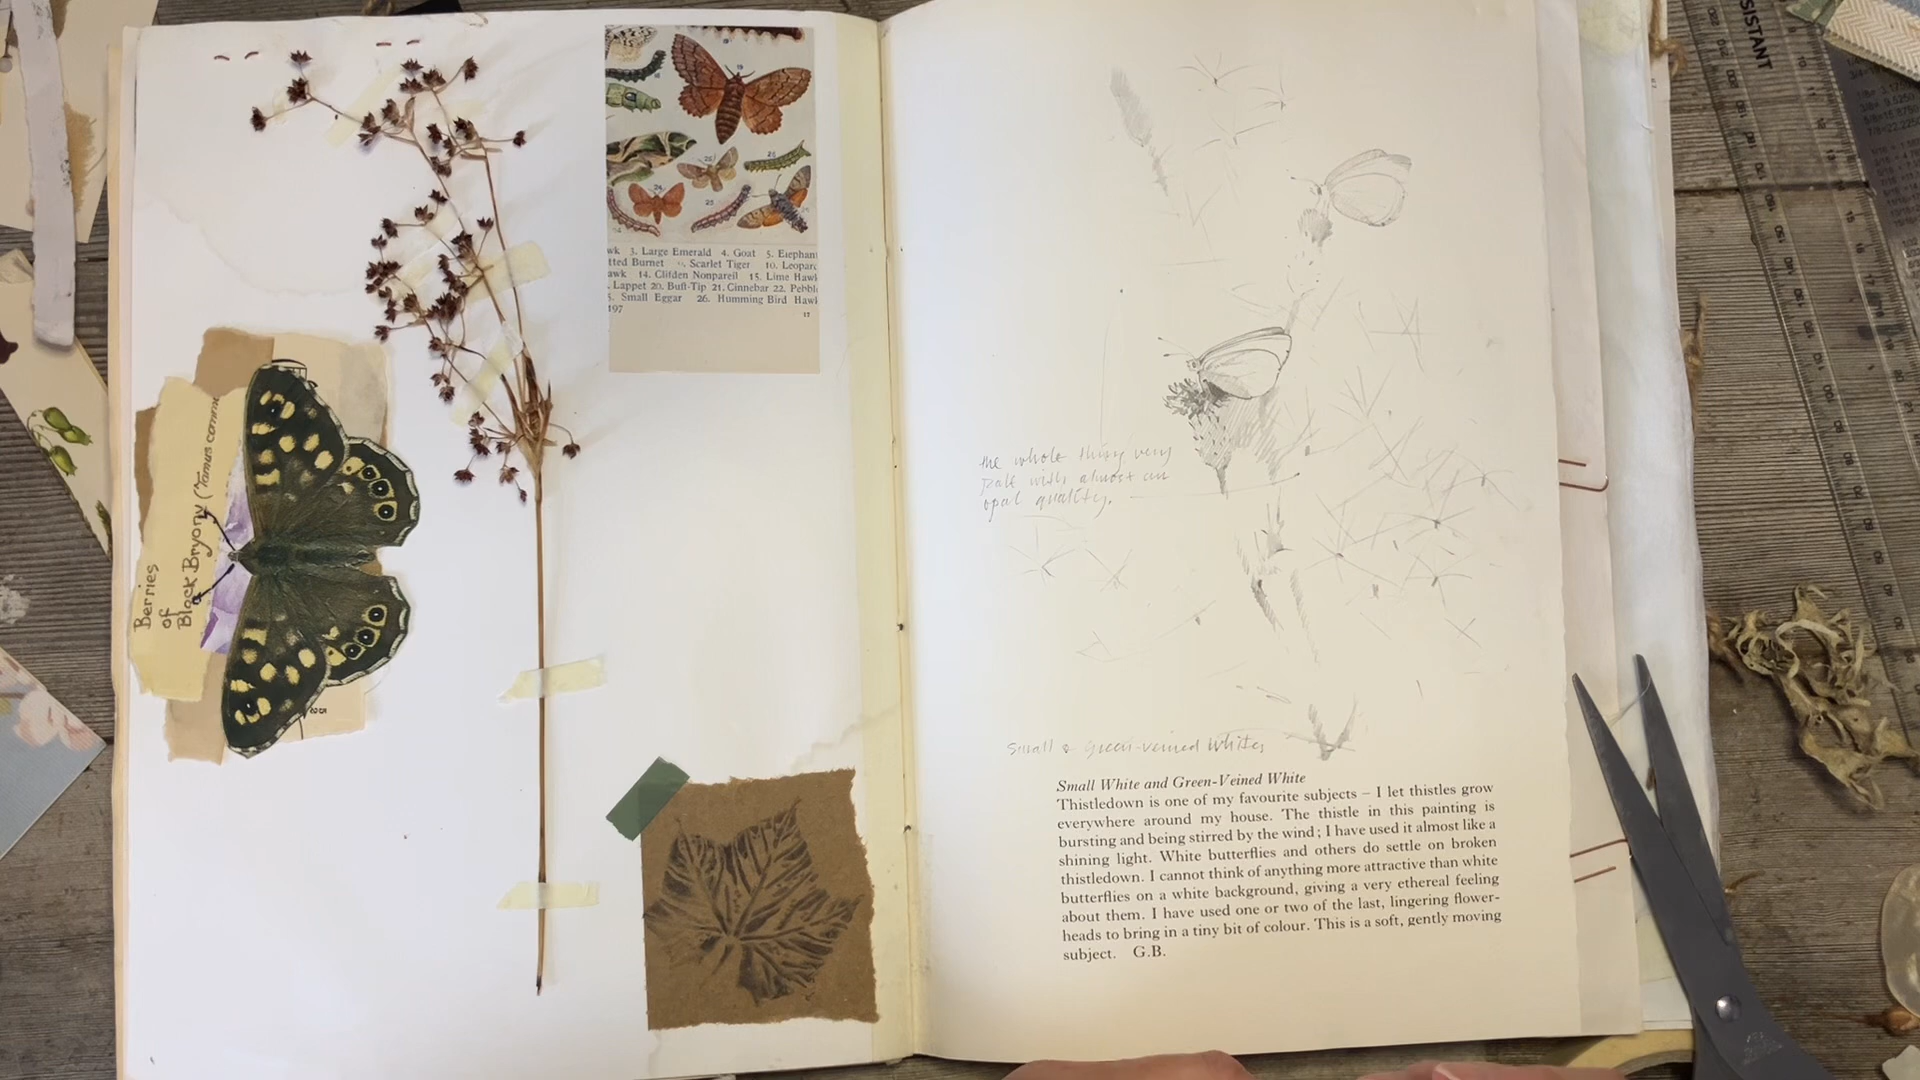 wk 3. Large Emerald 4. Goat 5. Elephant
tted Burnet 9. Scarlet Tiger 10. Leopard
awk 14. Clifden Nonpareil 15. Lime Hawk
. Lappet 20. Buff-Tip 21. Cinnebar 22. Pebbl
5. Small Eggar 26. Humming Bird Hawk
197
17
Berries
of
Black Bryony (Tamus comm
the whole thing very
pale with almost an
opal quality.
Small & Green-veined Whites
Small White and Green-Veined White
Thistledown is one of my favourite subjects – I let thistles grow
everywhere around my house. The thistle in this painting is
bursting and being stirred by the wind; I have used it almost like a
shining light. White butterflies and others do settle on broken
thistledown. I cannot think of anything more attractive than white
butterflies on a white background, giving a very ethereal feeling
about them. I have used one or two of the last, lingering flower-
heads to bring in a tiny bit of colour. This is a soft, gently moving
subject. G.B.
SISTANT